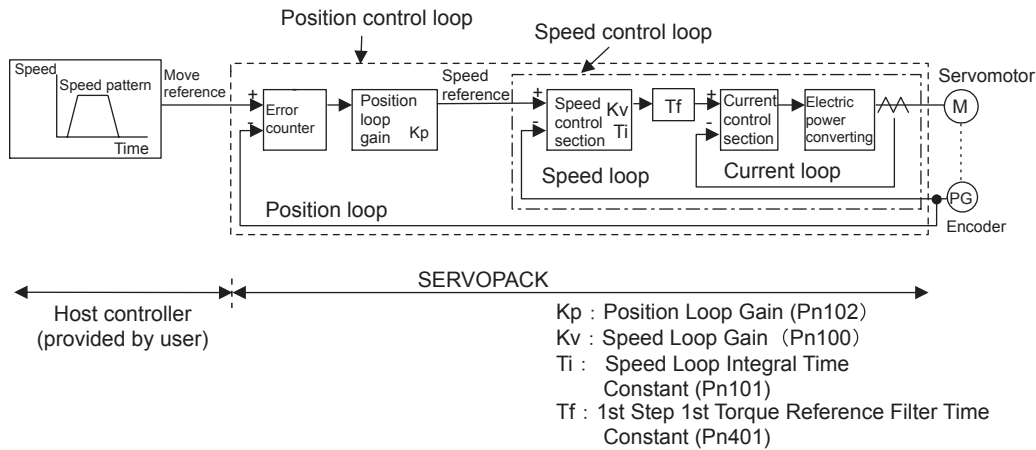 Position control loop
Speed control loop
Speed
Speed pattern
Time
Move
reference
+
-
Error
counter
Position
loop
gain Kp
Speed
reference
+
-
Speed
control
section
Kv
Ti
Tf
+
-
Current
control
section
Electric
power
converting
Servomotor
M
Speed loop
Current loop
Position loop
PG
Encoder
SERVOPACK
Host controller
(provided by user)
Kp : Position Loop Gain (Pn102)
Kv : Speed Loop Gain (Pn100)
Ti : Speed Loop Integral Time
Constant (Pn101)
Tf : 1st Step 1st Torque Reference Filter Time
Constant (Pn401)